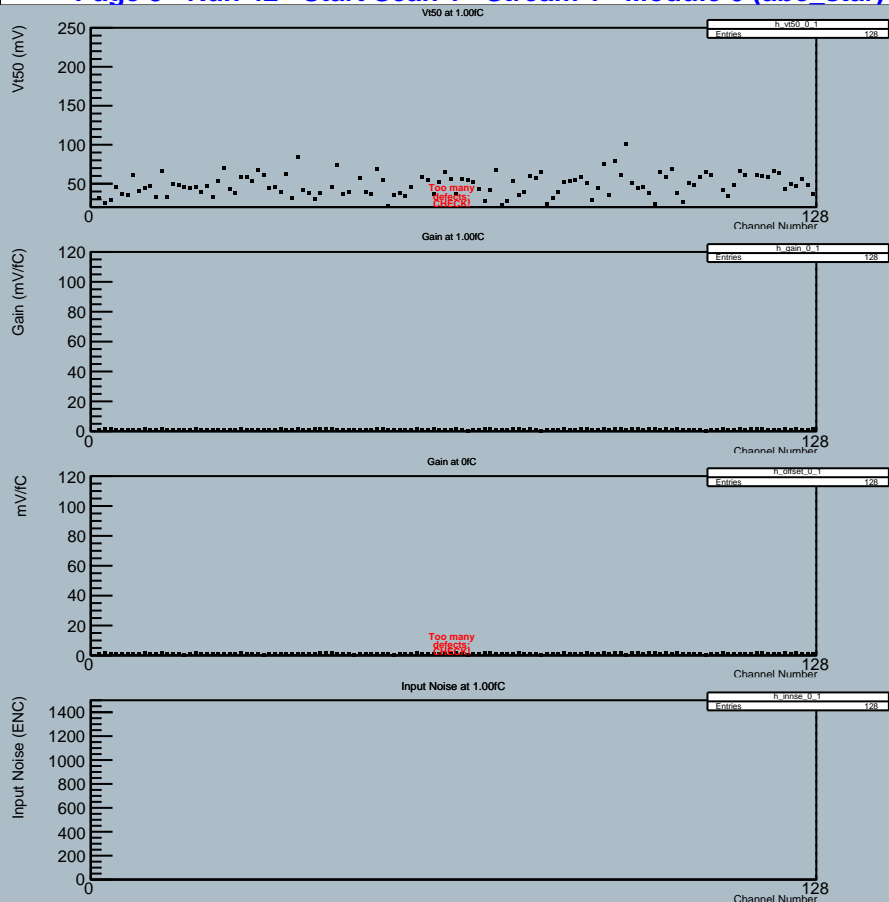 Vt50 at 1.00fC
h_vt50_0_1
Entries 128
Vt50 (mV)
250
200
150
100
50
0
128
Too many
defects:
CHECK!
Channel Number
Gain at 1.00fC
h_gain_0_1
Entries 128
Gain (mV/fC)
120
100
80
60
40
20
0
0
128
Channel Number
Gain at 0fC
h_offset_0_1
Entries 128
mV/fC
120
100
80
60
40
20
0
0
128
Too many
defects:
CHECK!
Channel Number
Input Noise at 1.00fC
h_innse_0_1
Entries 128
Input Noise (ENC)
1400
1200
1000
800
600
400
200
0
0
128
Channel Number